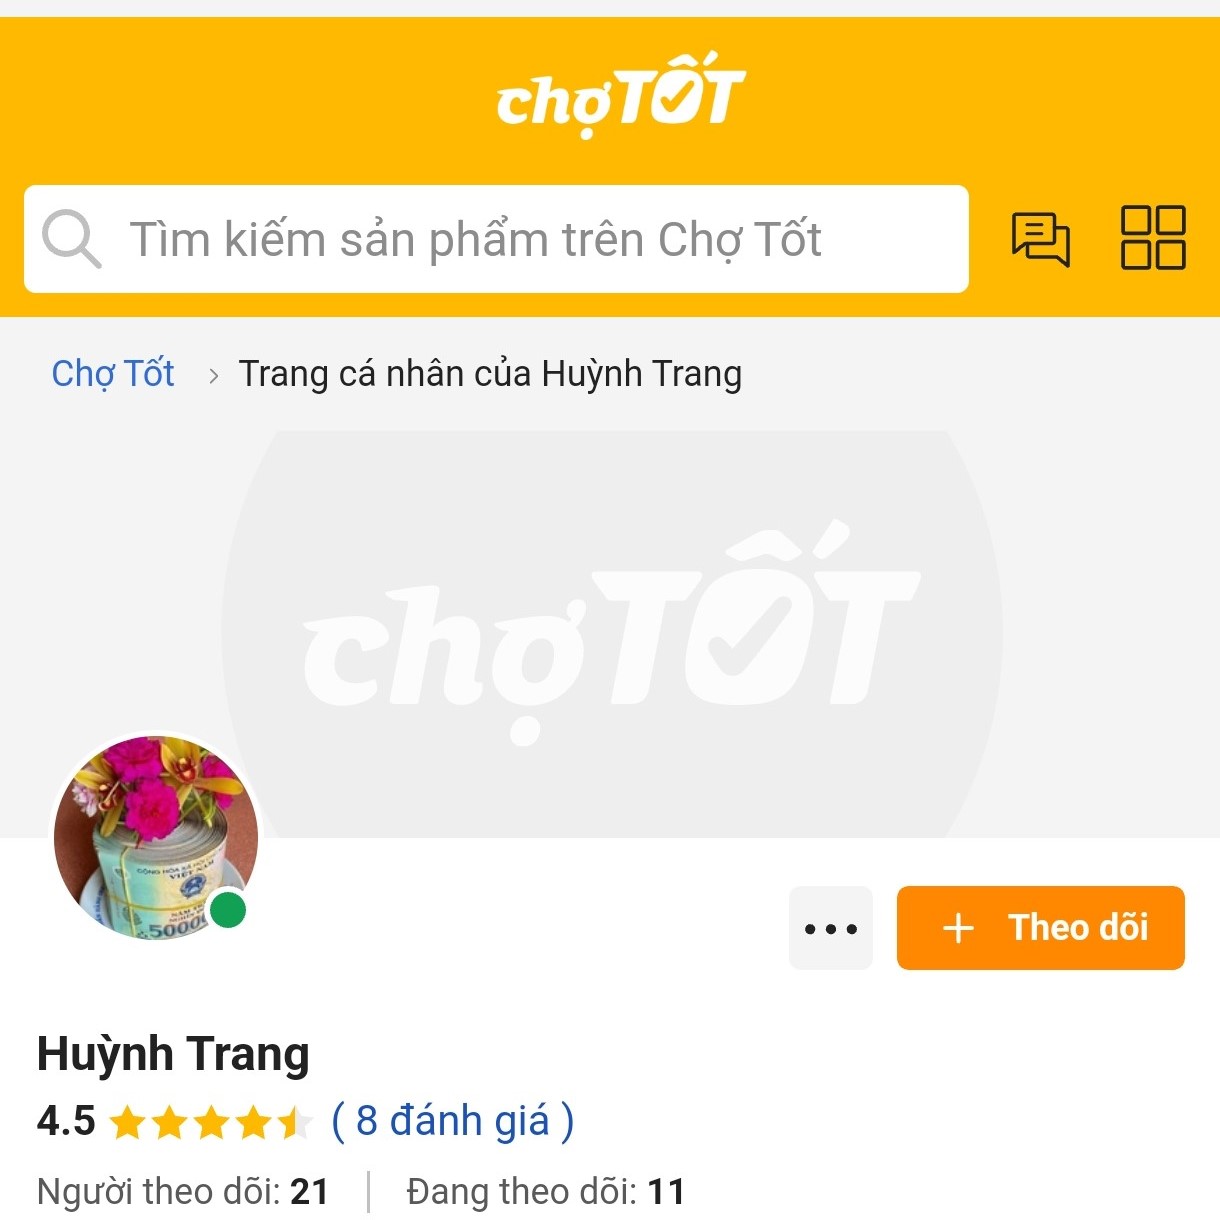 chợTỐT
Tìm kiếm sản phẩm trên Chợ Tốt
Chợ Tốt > Trang cá nhân của Huỳnh Trang
chợTỐT
CỘNG HÒA XÃ HỘI CHỦ
VIỆT NAM
50000
+ Theo dõi
Huỳnh Trang
4.5 ( 8 đánh giá )
Người theo dõi: 21 | Đang theo dõi: 11